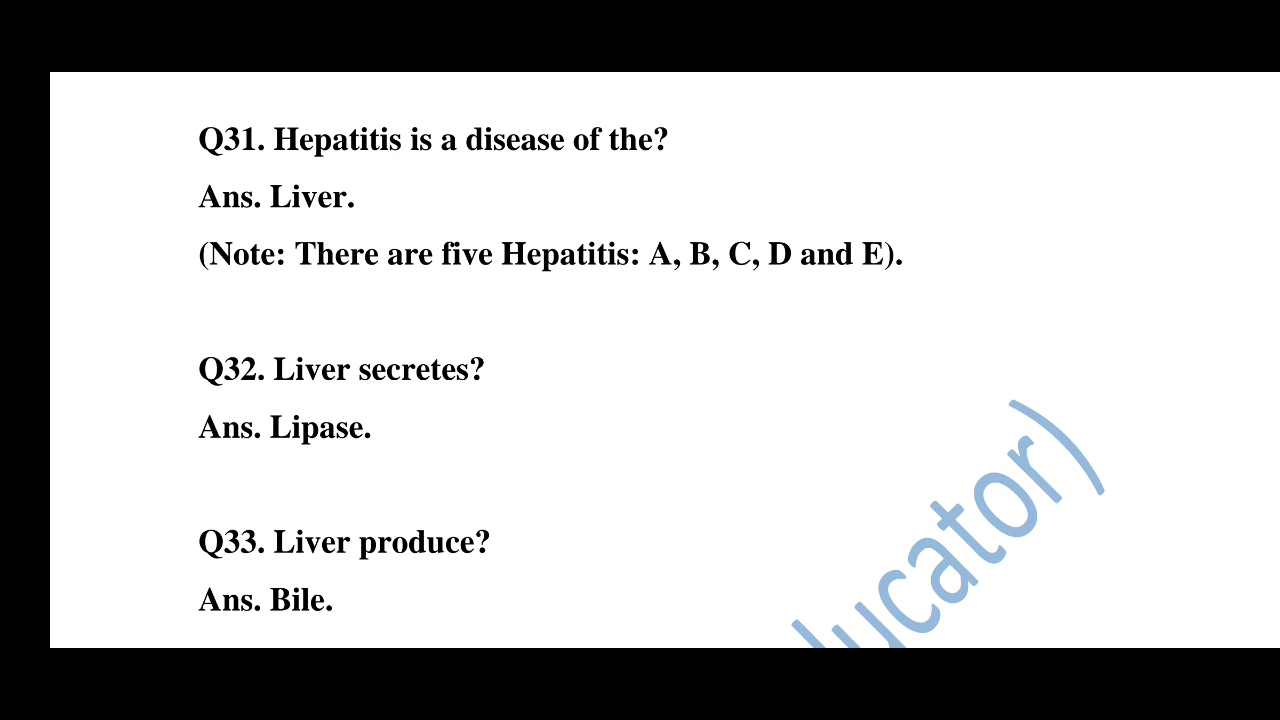 Q31. Hepatitis is a disease of the?
Ans. Liver.
(Note: There are five Hepatitis: A, B, C, D and E).
Q32. Liver secretes?
Ans. Lipase.
Q33. Liver produce?
Ans. Bile.
ucator)